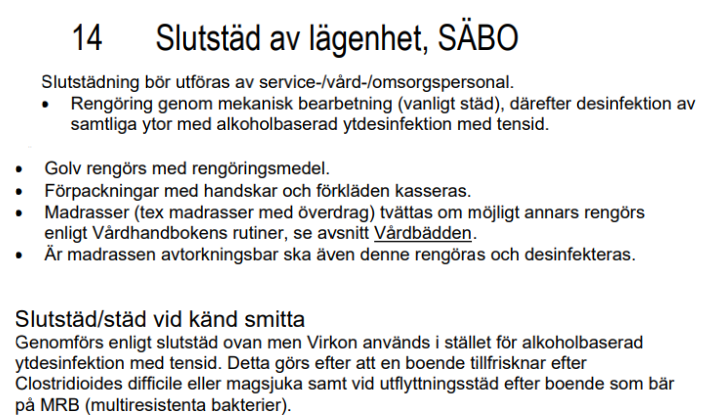 14 Slutstäd av lägenhet, SÄBO
Slutstädning bör utföras av service-/vård-/omsorgspersonal.
• Rengöring genom mekanisk bearbetning (vanligt städ), därefter desinfektion av
samtliga ytor med alkoholbaserad ytdesinfektion med tensid.
• Golv rengörs med rengöringsmedel.
• Förpackningar med handskar och förkläden kasseras.
• Madrasser (tex madrasser med överdrag) tvättas om möjligt annars rengörs
enligt Vårdhandbokens rutiner, se avsnitt Vårdbädden.
• Är madrassen avtorkningsbar ska även denne rengöras och desinfekteras.
Slutstäd/städ vid känd smitta
Genomförs enligt slutstäd ovan men Virkon används i stället för alkoholbaserad
ytdesinfektion med tensid. Detta görs efter att en boende tillfrisknar efter
Clostridioides difficile eller magsjuka samt vid utflyttningsstäd efter boende som bär
på MRB (multiresistenta bakterier).